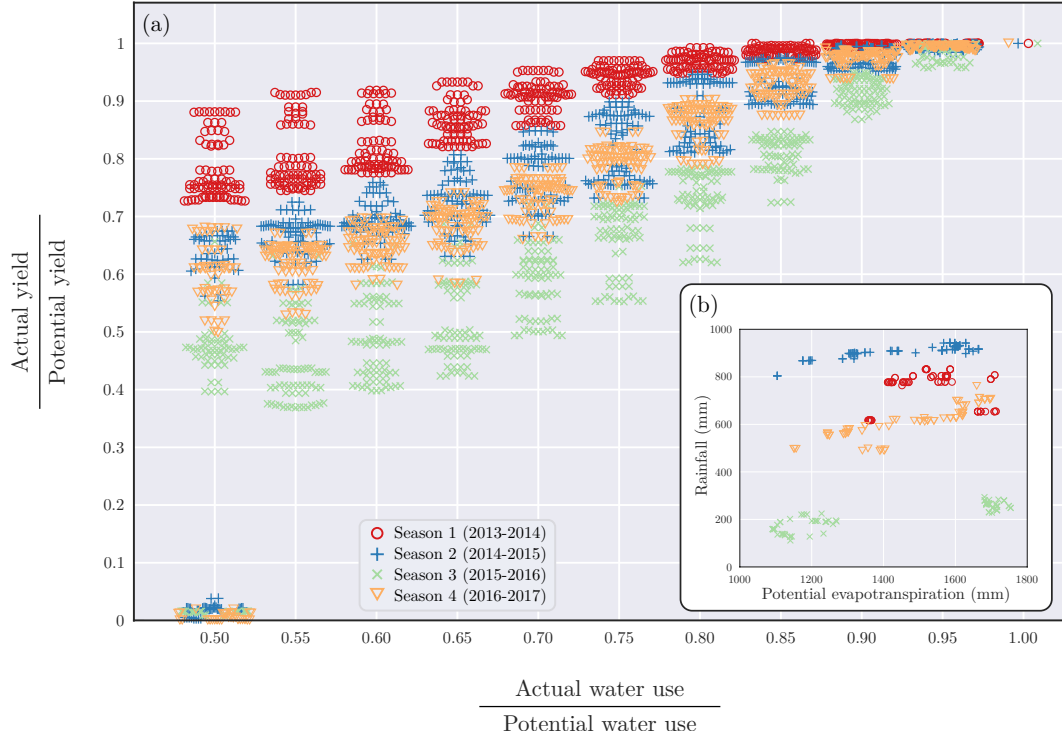 (a)
1
0.9
0.8
0.7
0.6
0.5
0.4
0.3
0.2
0.1
0
Actual yield
Potential yield
Season 1 (2013-2014)
Season 2 (2014-2015)
Season 3 (2015-2016)
Season 4 (2016-2017)
0.50 0.55 0.60 0.65 0.70 0.75 0.80 0.85 0.90 0.95 1.00
Actual water use
Potential water use
(b)
1000
800
600
400
200
0
Rainfall (mm)
1000 1200 1400 1600 1800
Potential evapotranspiration (mm)